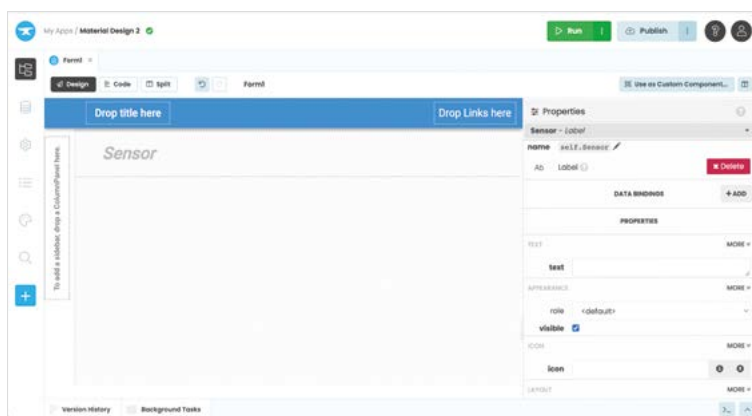 My Apps / Material Design 2
Run
Publish
Form1 ×
Design
Code
Split
Form1
Use as Custom Component...
Drop title here
Drop Links here
To add a sidebar, drop a ColumnPanel here.
Sensor
Properties
Sensor - Label
name self.Sensor
Ab Label
× Delete
DATA BINDINGS
+ ADD
PROPERTIES
TEXT MORE
text
APPEARANCE MORE
role <default>
visible
ICON MORE
icon
LAYOUT MORE
Version History
Background Tasks